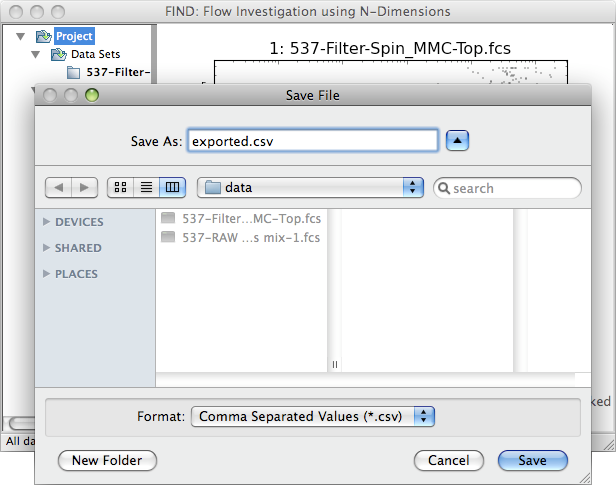 FIND: Flow Investigation using N-Dimensions
Project
Data Sets
537-Filter-
1: 537-Filter-Spin_MMC-Top.fcs
Save File
Save As: exported.csv
data
search
DEVICES
SHARED
PLACES
537-Filter...MC-Top.fcs
537-RAW ...s mix-1.fcs
ked
Format: Comma Separated Values (*.csv)
All da
New Folder
Cancel
Save